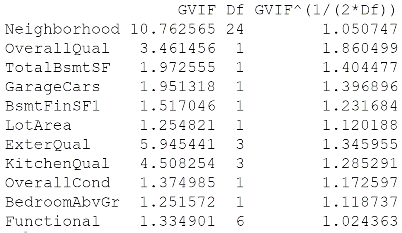 GVIF Df GVIF^(1/(2*Df))
Neighborhood 10.762565 24 1.050747
OverallQual 3.461456 1 1.860499
TotalBsmtSF 1.972555 1 1.404477
GarageCars 1.951318 1 1.396896
BsmtFinSF1 1.517046 1 1.231684
LotArea 1.254821 1 1.120188
ExterQual 5.945441 3 1.345955
KitchenQual 4.508254 3 1.285291
OverallCond 1.374985 1 1.172597
BedroomAbvGr 1.251572 1 1.118737
Functional 1.334901 6 1.024363